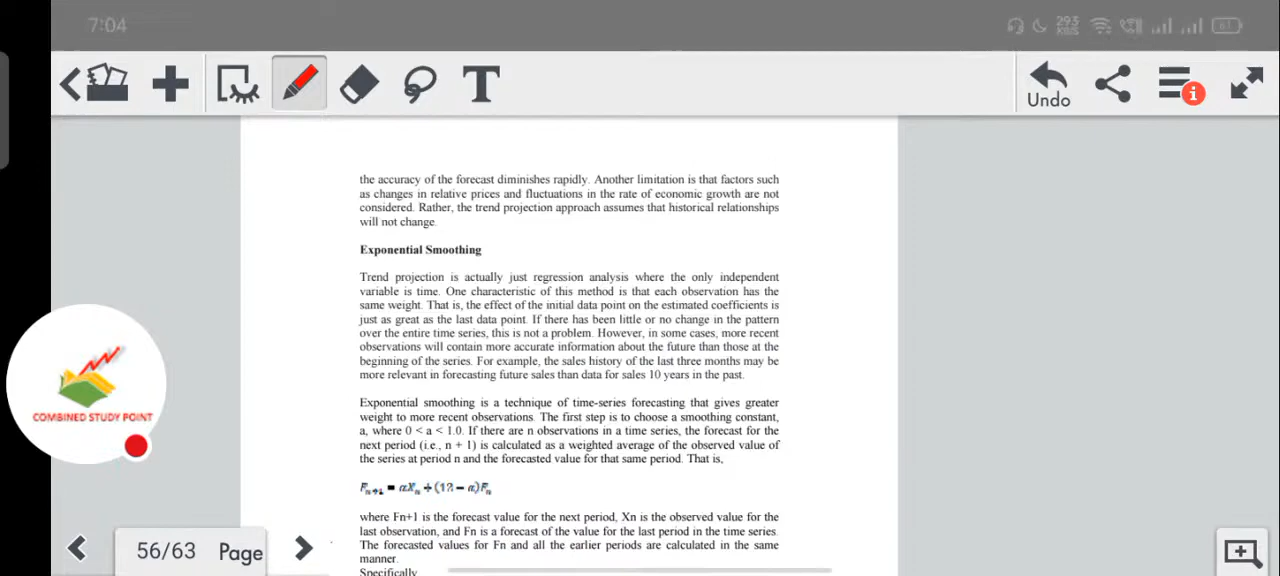 7:04
293
KB/S
61
T
Undo
i
the accuracy of the forecast diminishes rapidly. Another limitation is that factors such
as changes in relative prices and fluctuations in the rate of economic growth are not
considered. Rather, the trend projection approach assumes that historical relationships
will not change.
Exponential Smoothing
Trend projection is actually just regression analysis where the only independent
variable is time. One characteristic of this method is that each observation has the
same weight. That is, the effect of the initial data point on the estimated coefficients is
just as great as the last data point. If there has been little or no change in the pattern
over the entire time series, this is not a problem. However, in some cases, more recent
observations will contain more accurate information about the future than those at the
beginning of the series. For example, the sales history of the last three months may be
more relevant in forecasting future sales than data for sales 10 years in the past.
Exponential smoothing is a technique of time-series forecasting that gives greater
weight to more recent observations. The first step is to choose a smoothing constant,
a, where 0 < a < 1.0. If there are n observations in a time series, the forecast for the
next period (i.e., n + 1) is calculated as a weighted average of the observed value of
the series at period n and the forecasted value for that same period. That is,
Fn+1 = αXn + (12 − α)Fn
where Fn+1 is the forecast value for the next period, Xn is the observed value for the
last observation, and Fn is a forecast of the value for the last period in the time series.
The forecasted values for Fn and all the earlier periods are calculated in the same
manner.
Specifically
COMBINED STUDY POINT
56/63 Page